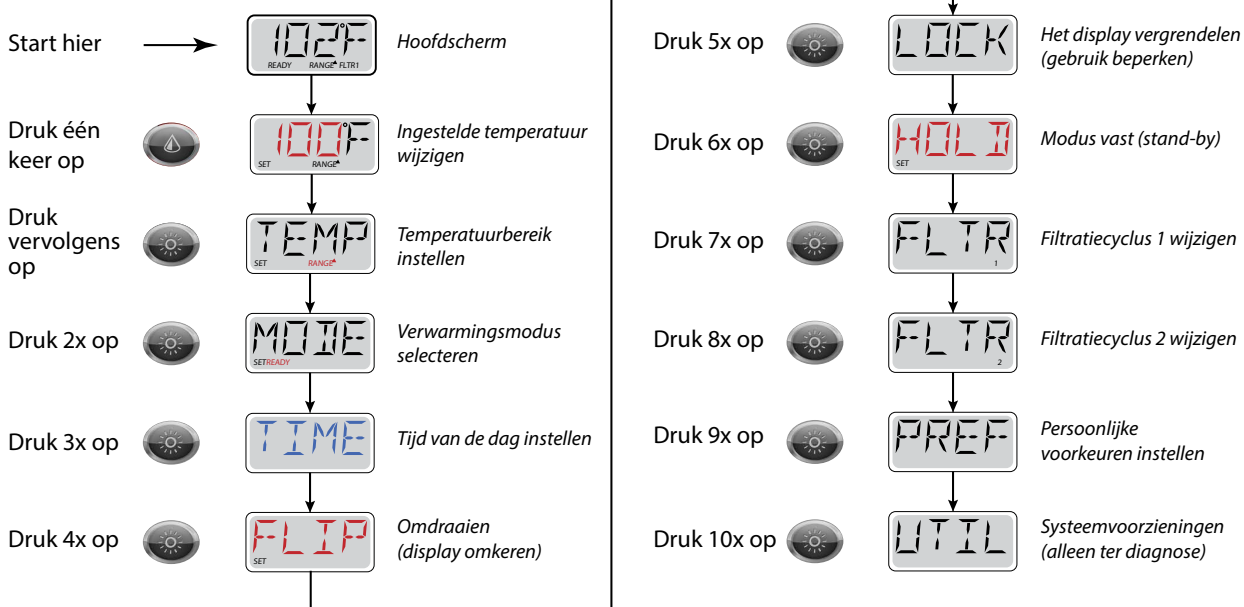 Start hier
102°F
READY RANGE FLTR1
Hoofdscherm
Druk één
keer op
100°F
SET RANGE
Ingestelde temperatuur
wijzigen
Druk
vervolgens
op
TEMP
SET RANGE
Temperatuurbereik
instellen
Druk 2x op
MODE
SET READY
Verwarmingsmodus
selecteren
Druk 3x op
TIME
Tijd van de dag instellen
Druk 4x op
FLIP
SET
Omdraaien
(display omkeren)
Druk 5x op
LOCK
Het display vergrendelen
(gebruik beperken)
Druk 6x op
HOLD
SET
Modus vast (stand-by)
Druk 7x op
FLTR
1
Filtratiecyclus 1 wijzigen
Druk 8x op
FLTR
2
Filtratiecyclus 2 wijzigen
Druk 9x op
PREF
Persoonlijke
voorkeuren instellen
Druk 10x op
UTIL
Systeemvoorzieningen
(alleen ter diagnose)